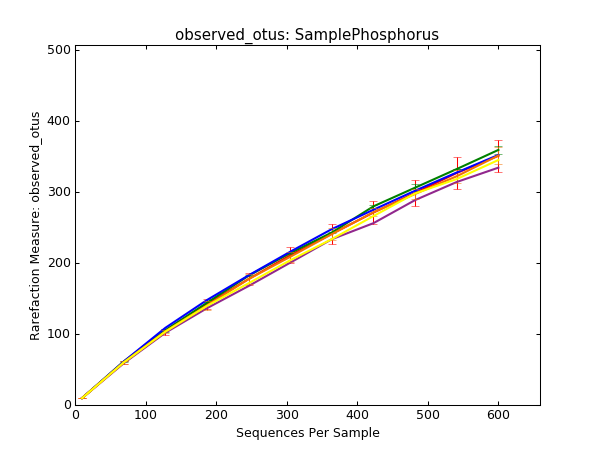 observed_otus: SamplePhosphorus
500
400
300
200
100
0
Rarefaction Measure: observed_otus
0 100 200 300 400 500 600
Sequences Per Sample